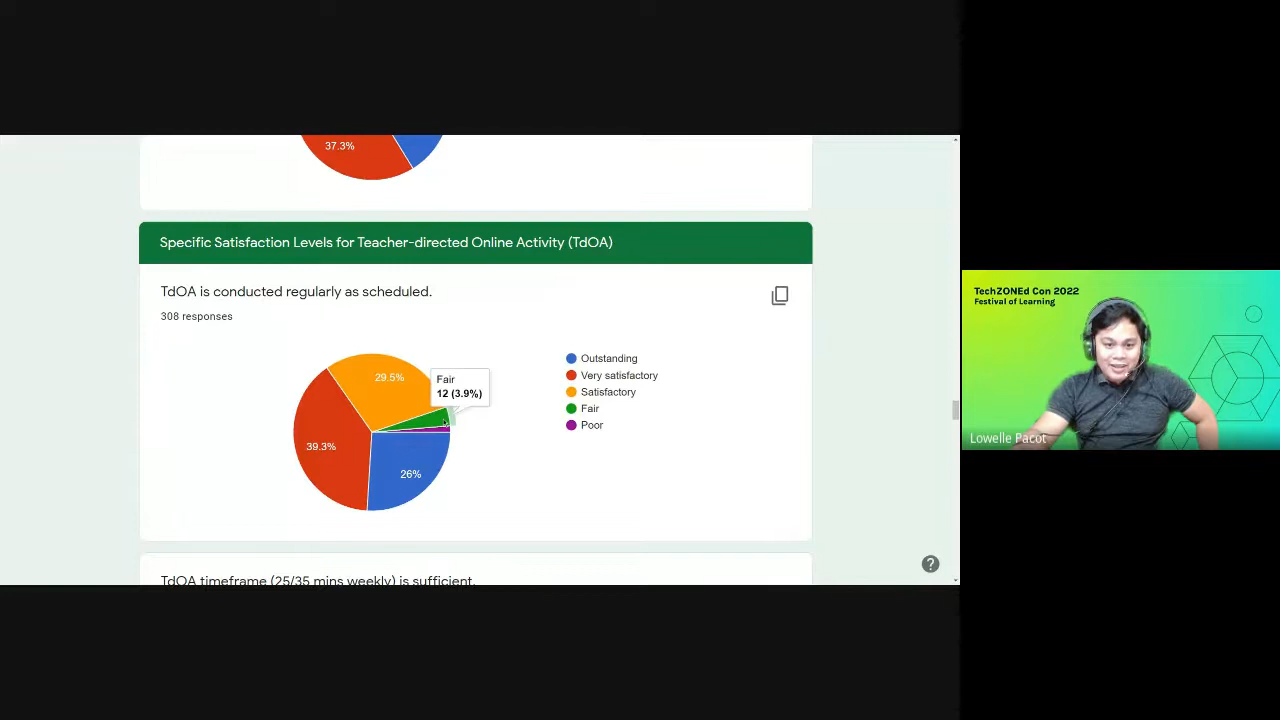 37.3%
Specific Satisfaction Levels for Teacher-directed Online Activity (TdOA)
TdOA is conducted regularly as scheduled.
308 responses
29.5%
Fair
12 (3.9%)
39.3%
26%
Outstanding
Very satisfactory
Satisfactory
Fair
Poor
TdOA timeframe (25/35 mins weekly) is sufficient.
?
TechZONEd Con 2022
Festival of Learning
Lowelle Pacot